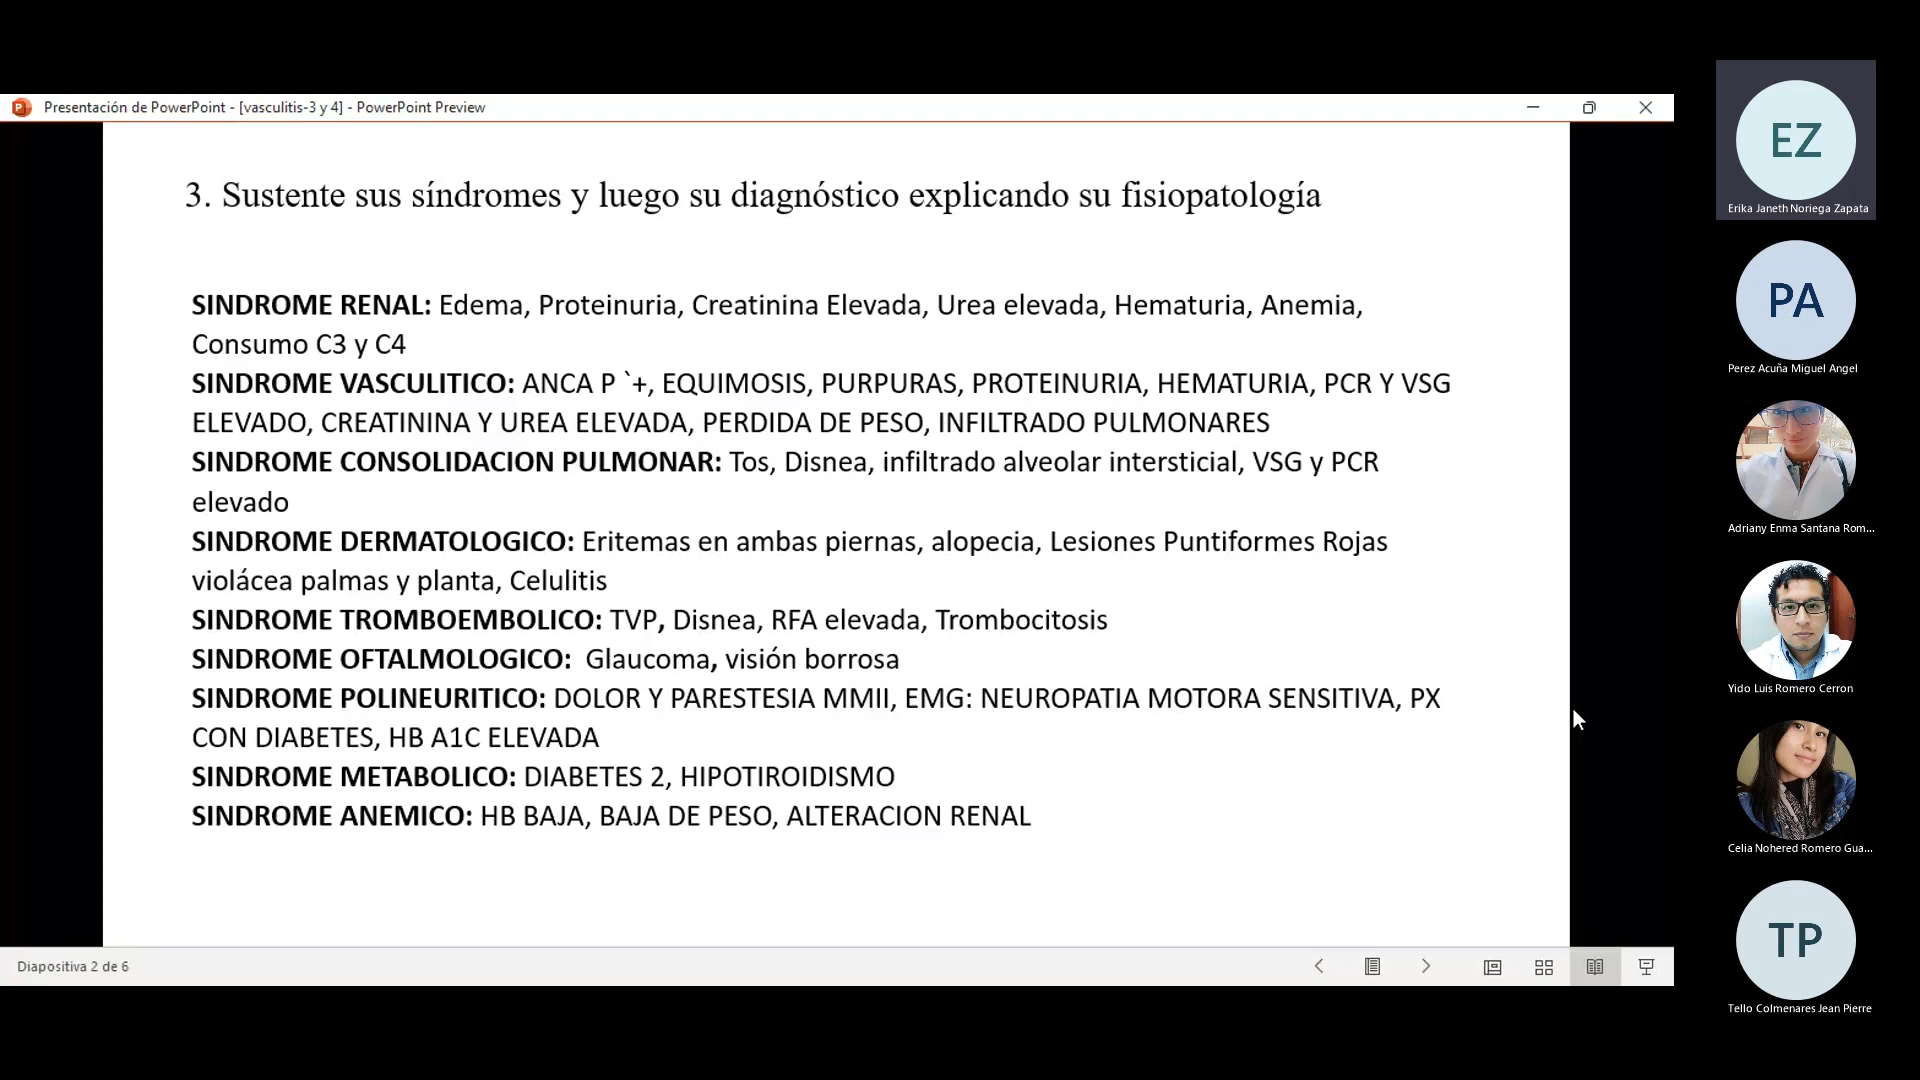 Presentación de PowerPoint - [vasculitis-3 y 4] - PowerPoint Preview
3. Sustente sus síndromes y luego su diagnóstico explicando su fisiopatología
SINDROME RENAL: Edema, Proteinuria, Creatinina Elevada, Urea elevada, Hematuria, Anemia,
Consumo C3 y C4
SINDROME VASCULITICO: ANCA P `+, EQUIMOSIS, PURPURAS, PROTEINURIA, HEMATURIA, PCR Y VSG
ELEVADO, CREATININA Y UREA ELEVADA, PERDIDA DE PESO, INFILTRADO PULMONARES
SINDROME CONSOLIDACION PULMONAR: Tos, Disnea, infiltrado alveolar intersticial, VSG y PCR
elevado
SINDROME DERMATOLOGICO: Eritemas en ambas piernas, alopecia, Lesiones Puntiformes Rojas
violácea palmas y planta, Celulitis
SINDROME TROMBOEMBOLICO: TVP, Disnea, RFA elevada, Trombocitosis
SINDROME OFTALMOLOGICO: Glaucoma, visión borrosa
SINDROME POLINEURITICO: DOLOR Y PARESTESIA MMII, EMG: NEUROPATIA MOTORA SENSITIVA, PX
CON DIABETES, HB A1C ELEVADA
SINDROME METABOLICO: DIABETES 2, HIPOTIROIDISMO
SINDROME ANEMICO: HB BAJA, BAJA DE PESO, ALTERACION RENAL
Diapositiva 2 de 6
EZ
Erika Janeth Noriega Zapata
PA
Perez Acuña Miguel Angel
Adriany Enma Santana Rom...
Yido Luis Romero Cerron
Celia Nohered Romero Gua...
TP
Tello Colmenares Jean Pierre